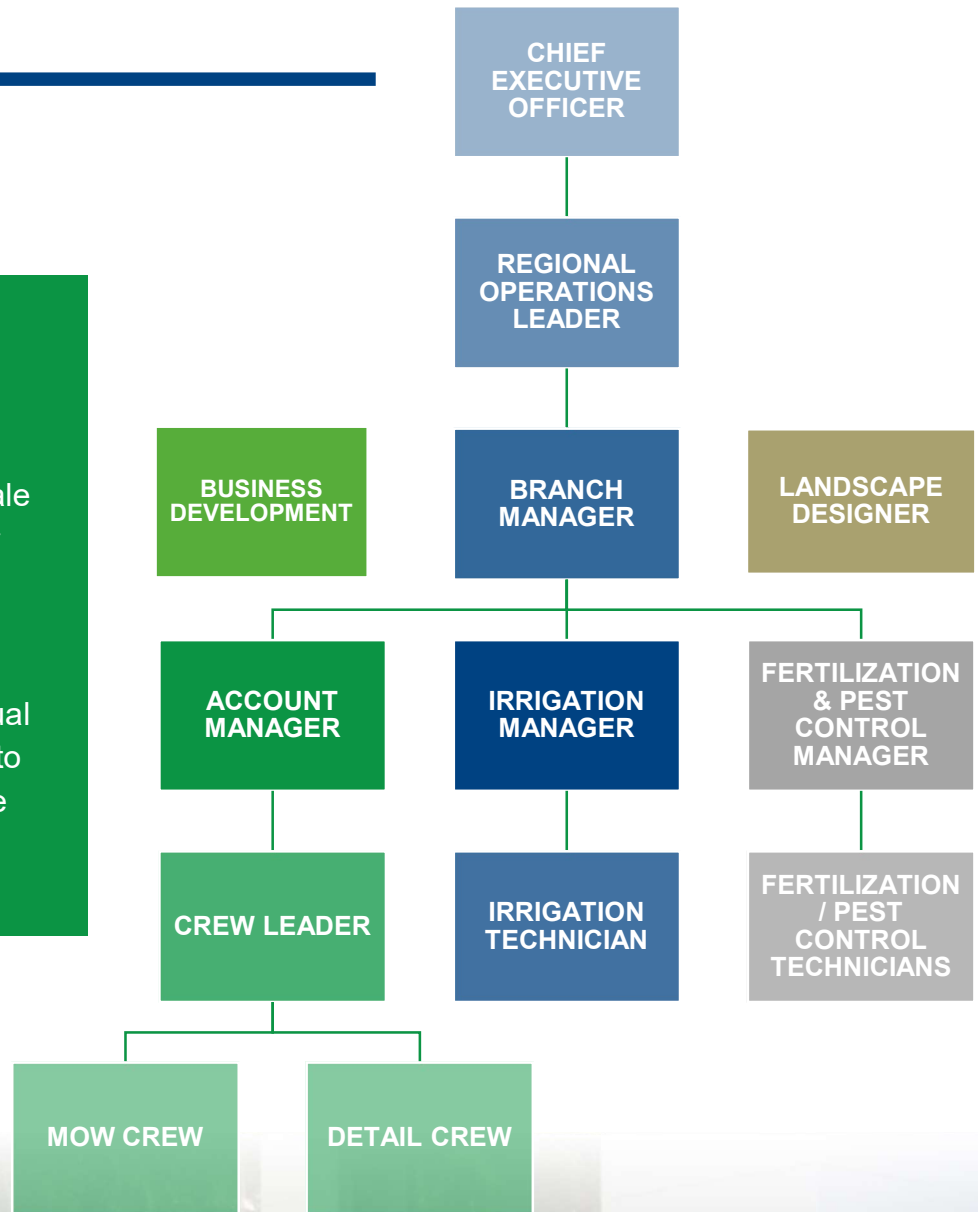 CHIEF
EXECUTIVE
OFFICER
REGIONAL
OPERATIONS
LEADER
BUSINESS
DEVELOPMENT
BRANCH
MANAGER
LANDSCAPE
DESIGNER
ACCOUNT
MANAGER
IRRIGATION
MANAGER
FERTILIZATION
& PEST
CONTROL
MANAGER
CREW LEADER
IRRIGATION
TECHNICIAN
FERTILIZATION
/ PEST
CONTROL
TECHNICIANS
MOW CREW
DETAIL CREW
to